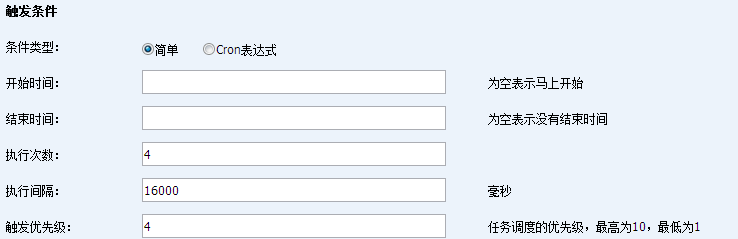 触发条件
条件类型： 简单 Cron表达式
开始时间： 为空表示马上开始
结束时间： 为空表示没有结束时间
执行次数： 4
执行间隔： 16000 毫秒
触发优先级： 4 任务调度的优先级，最高为10，最低为1